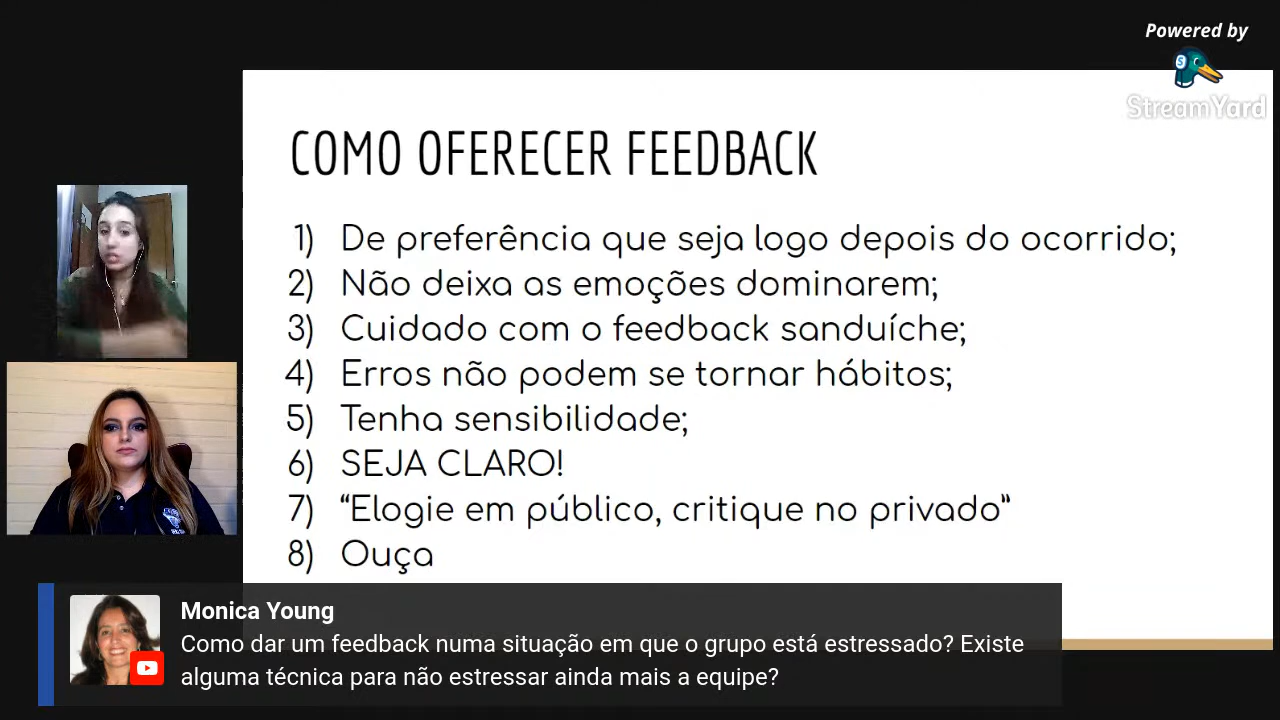 Powered by
StreamYard
COMO OFERECER FEEDBACK
1) De preferência que seja logo depois do ocorrido;
2) Não deixa as emoções dominarem;
3) Cuidado com o feedback sanduíche;
4) Erros não podem se tornar hábitos;
5) Tenha sensibilidade;
6) SEJA CLARO!
7) “Elogie em público, critique no privado”
8) Ouça
Monica Young
Como dar um feedback numa situação em que o grupo está estressado? Existe
alguma técnica para não estressar ainda mais a equipe?